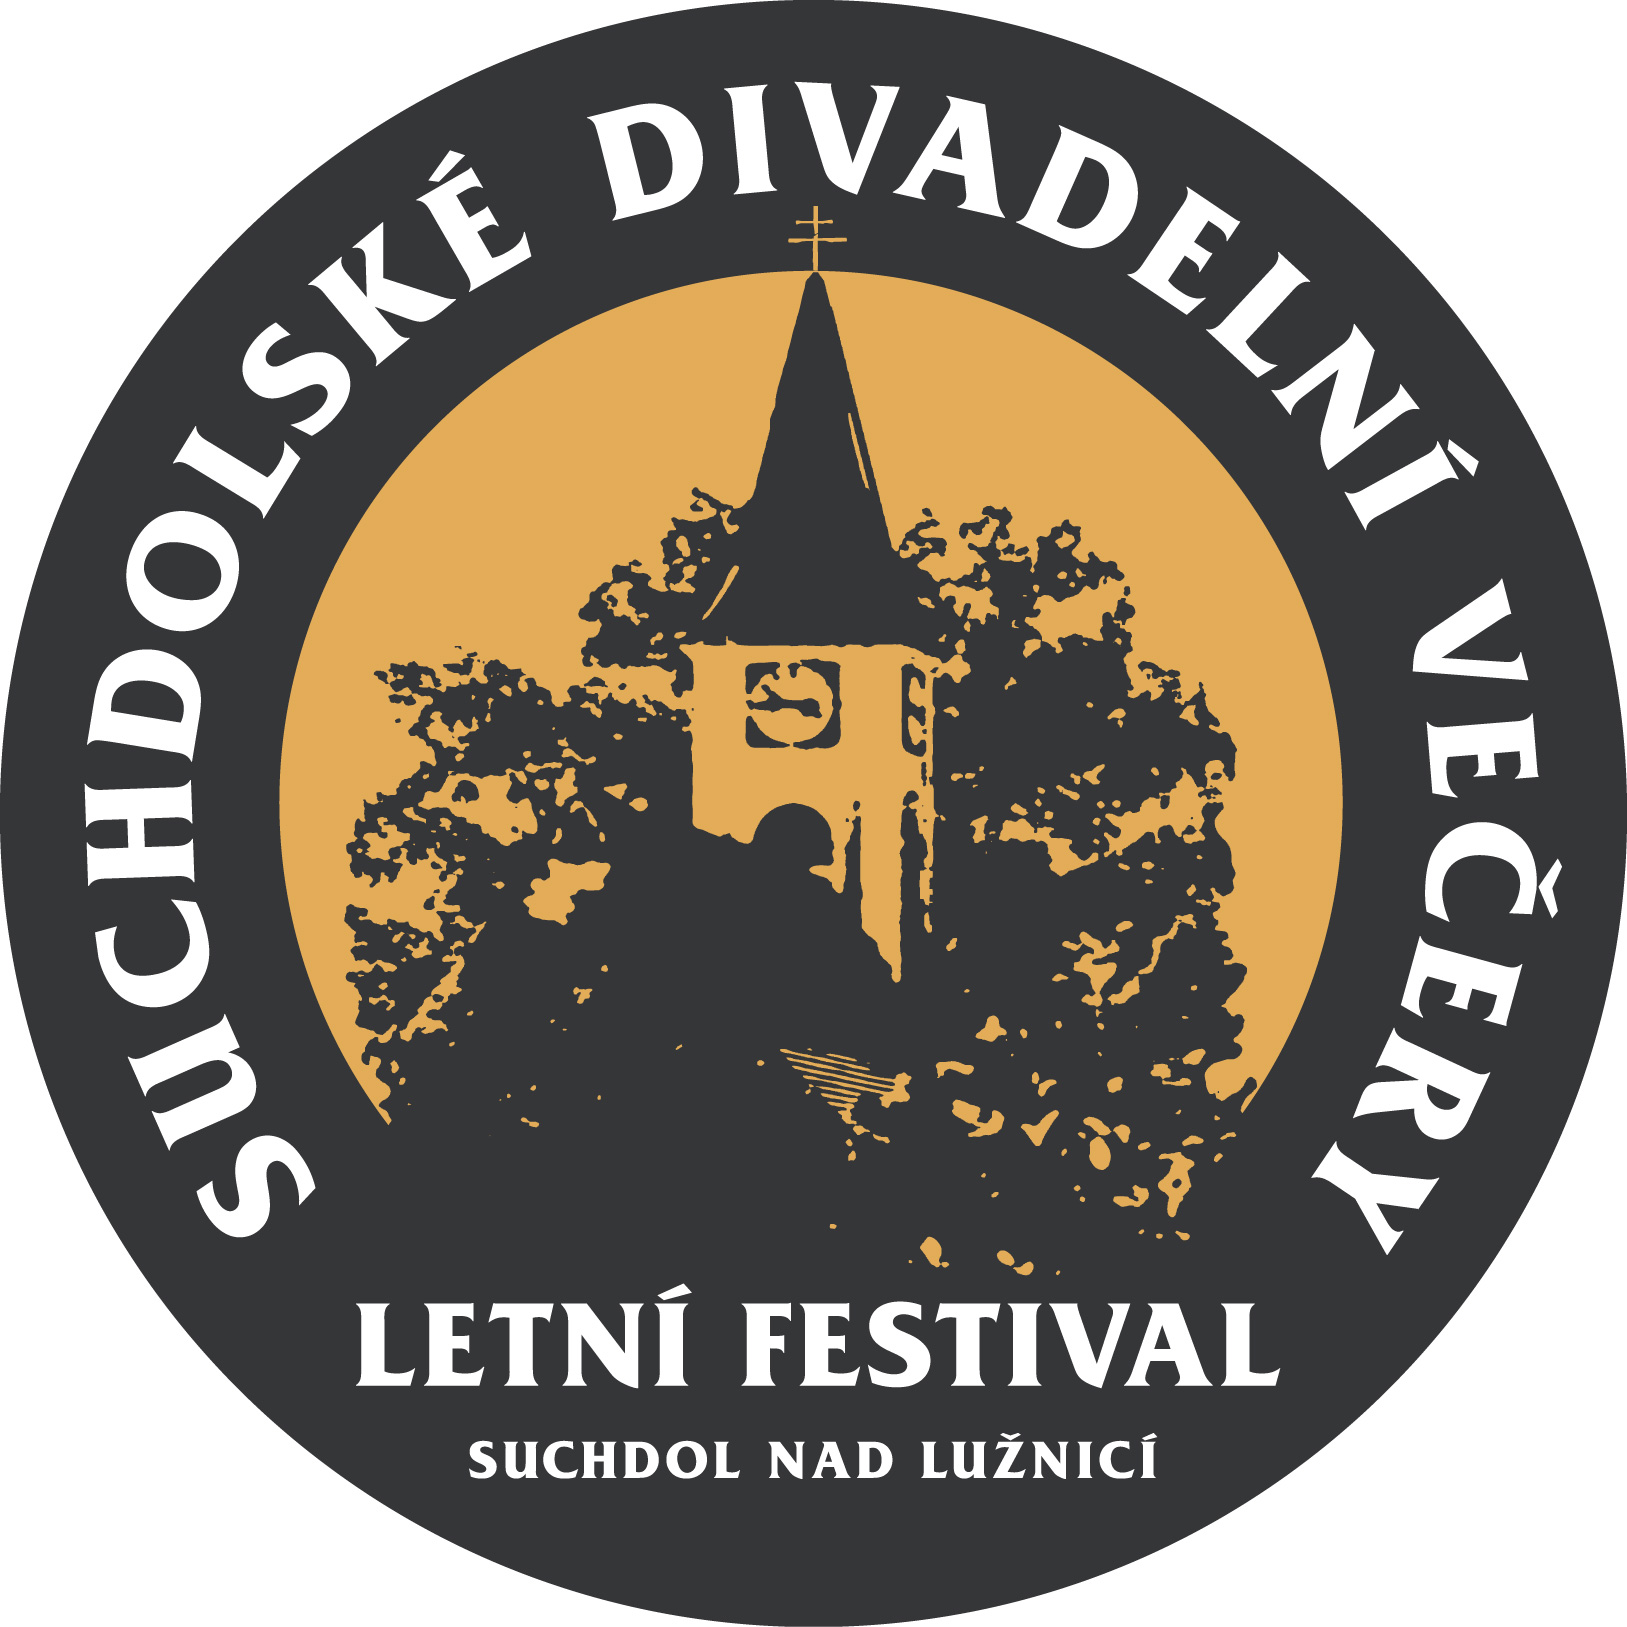 SUCHDOLSKÉ DIVADELNÍ VEČERY
LETNÍ FESTIVAL
SUCHDOL NAD LUŽNICÍ